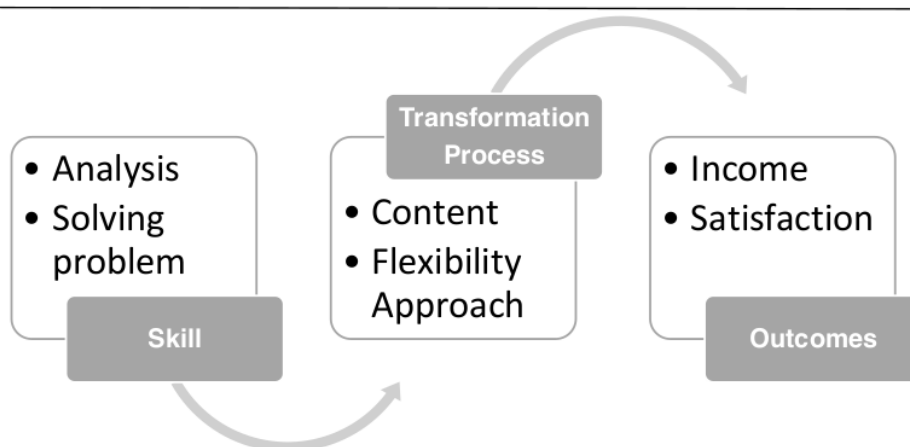 • Analysis
• Solving
problem
Skill
Transformation
Process
• Content
• Flexibility
Approach
• Income
• Satisfaction
Outcomes